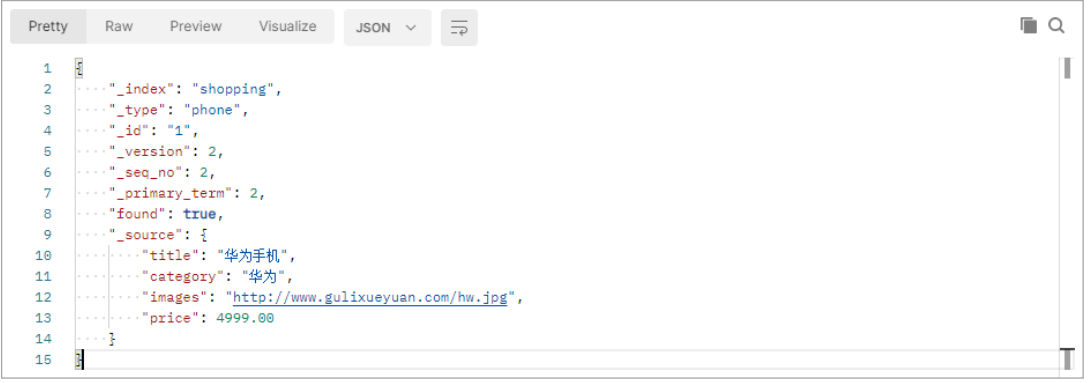 Pretty Raw Preview Visualize JSON
1 {
2 "_index": "shopping",
3 "_type": "phone",
4 "_id": "1",
5 "_version": 2,
6 "_seq_no": 2,
7 "_primary_term": 2,
8 "found": true,
9 "_source": {
10 "title": "华为手机",
11 "category": "华为",
12 "images": "http://www.gulixueyuan.com/hw.jpg",
13 "price": 4999.00
14 }
15 }